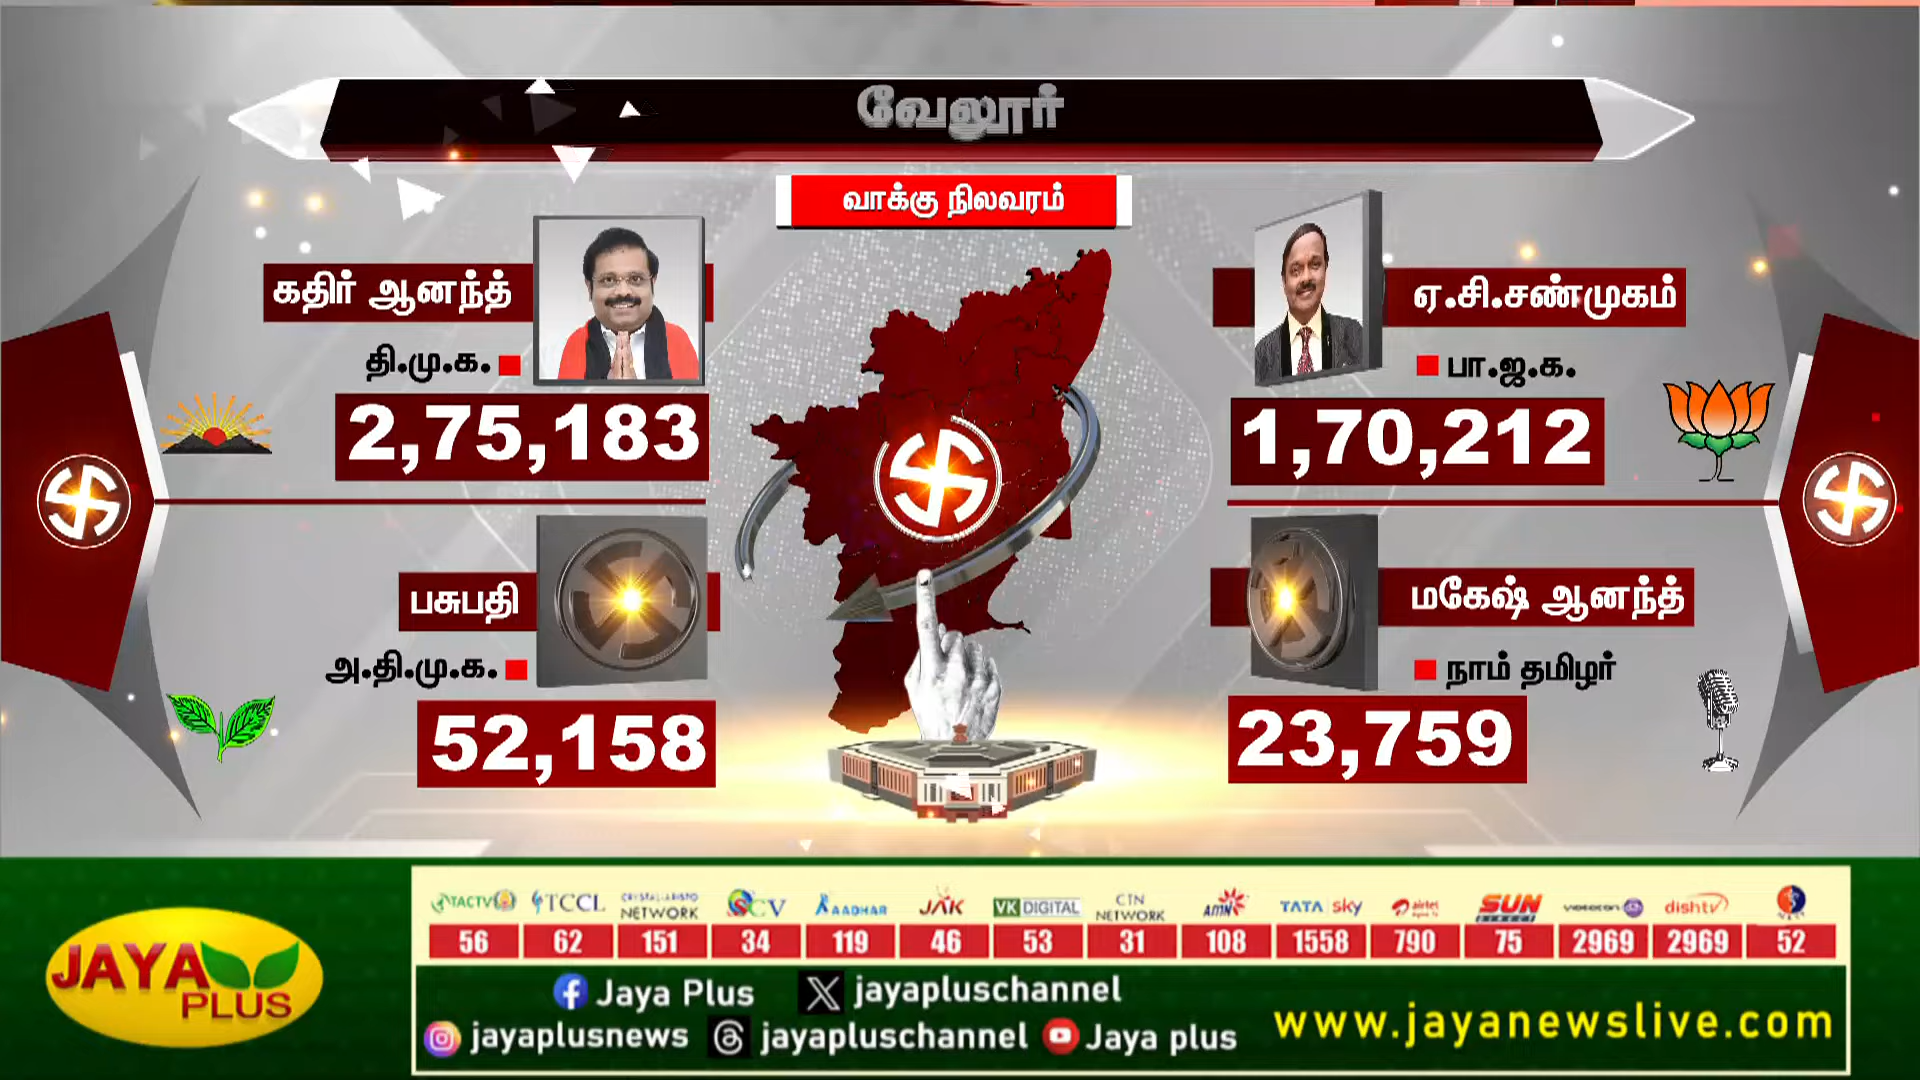 வேலூர்
வாக்கு நிலவரம்
கதிர் ஆனந்த்
தி.மு.க.
2,75,183
ஏ.சி.சண்முகம்
பா.ஜ.க.
1,70,212
பசுபதி
அ.தி.மு.க.
52,158
மகேஷ் ஆனந்த்
நாம் தமிழர்
23,759
JAYA PLUS
TACTV TCCL NETWORK SCV AADHAR JAK VK DIGITAL CTN NETWORK AMN TATA sky airtel SUN DIRECT videocon dishtv
56 62 151 34 119 46 53 31 108 1558 790 75 2969 2969 52
Jaya Plus jayapluschannel
jayaplusnews jayapluschannel Jaya plus
www.jayanewslive.com